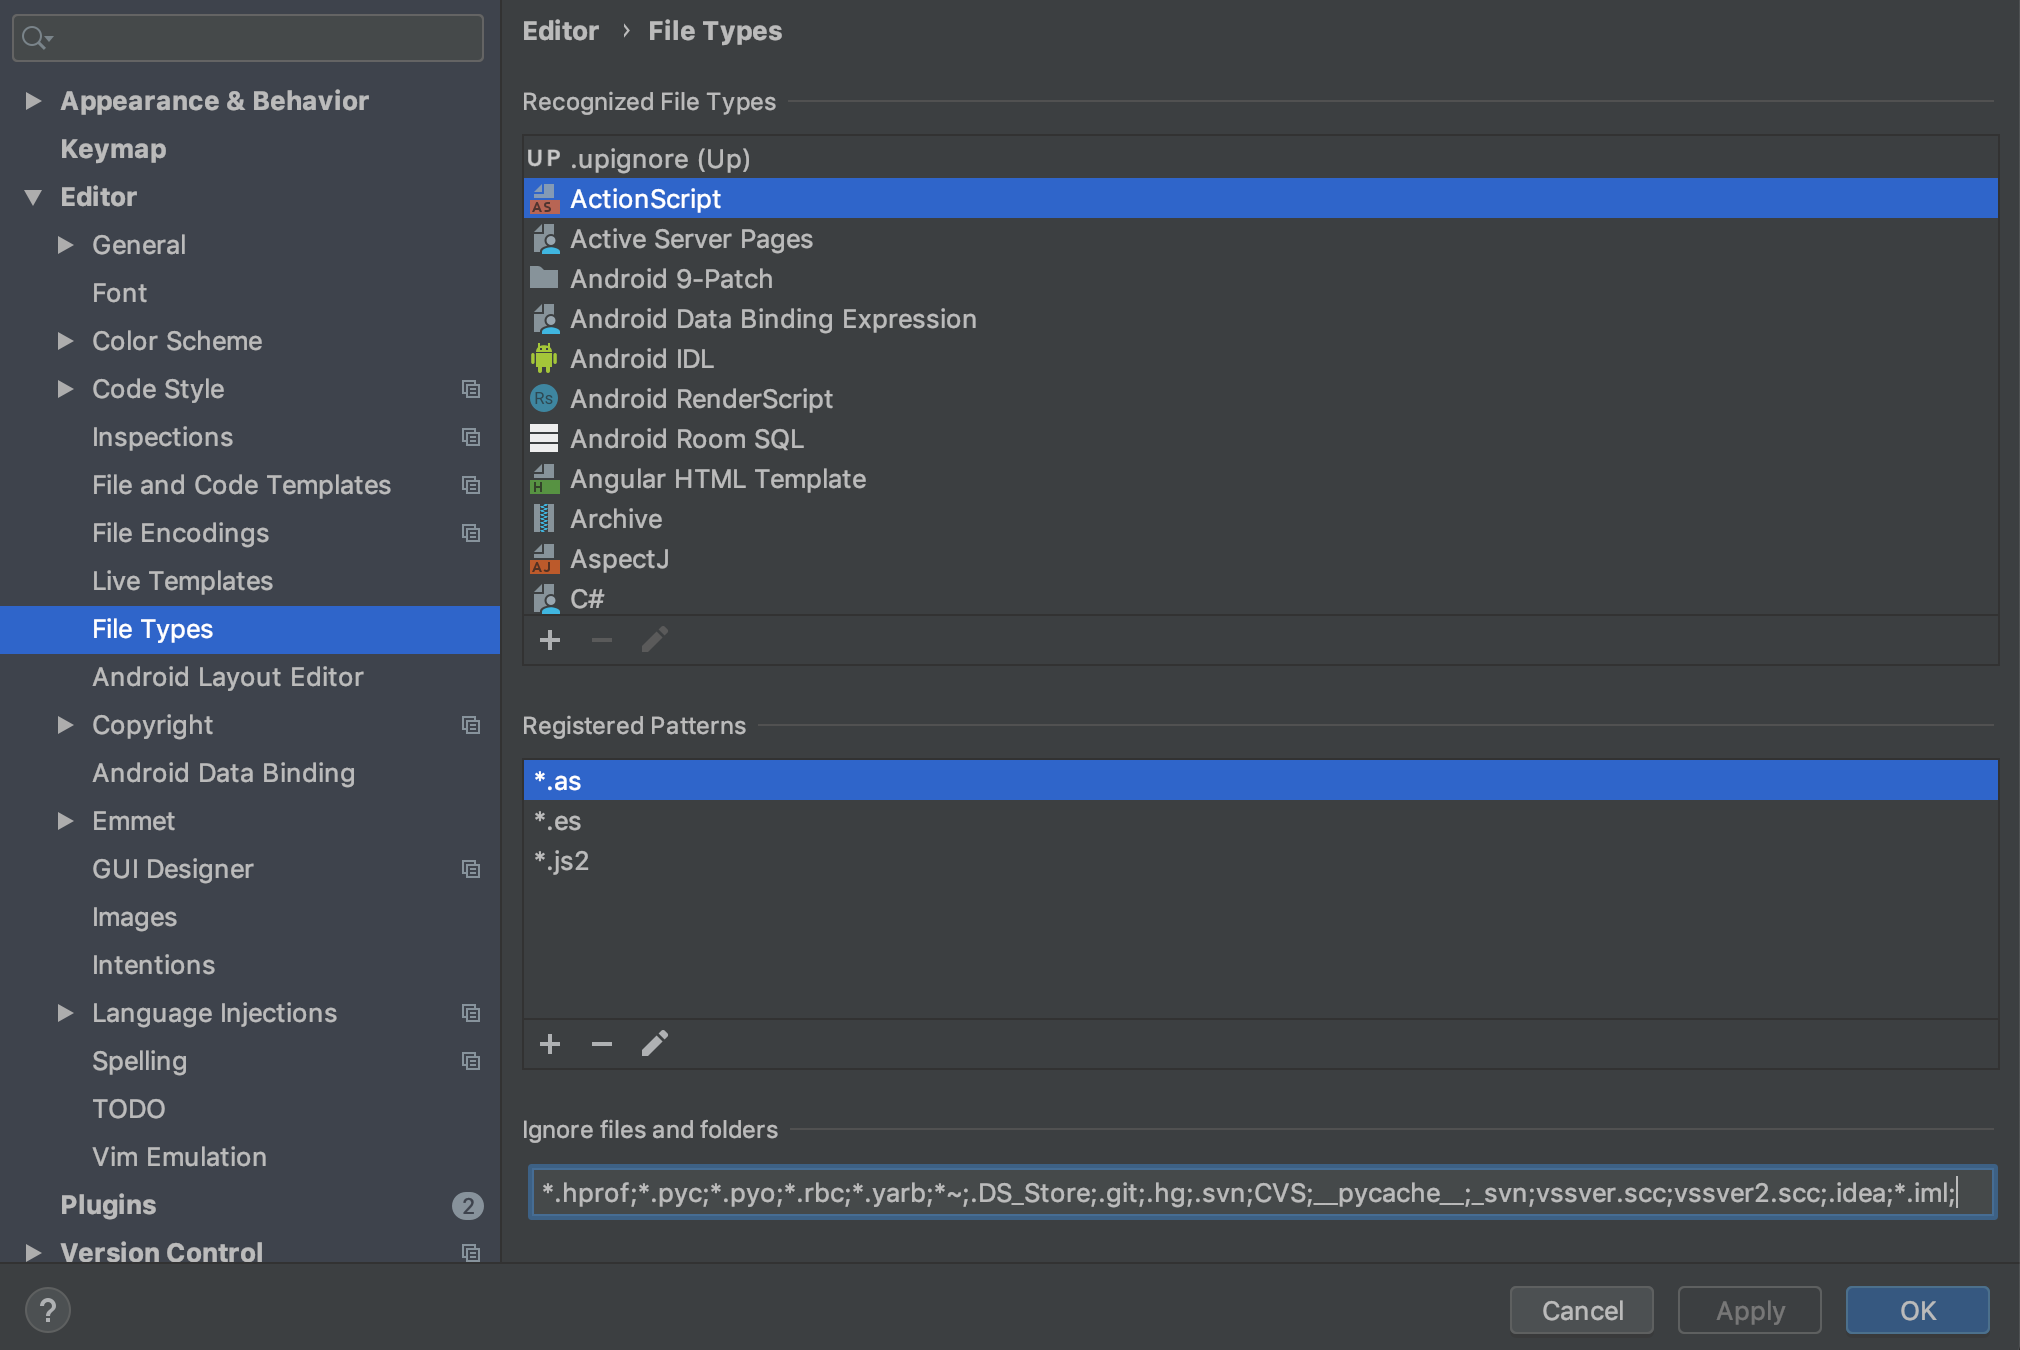 Appearance & Behavior
Keymap
Editor
General
Font
Color Scheme
Code Style
Inspections
File and Code Templates
File Encodings
Live Templates
File Types
Android Layout Editor
Copyright
Android Data Binding
Emmet
GUI Designer
Images
Intentions
Language Injections
Spelling
TODO
Vim Emulation
Plugins 2
Version Control
Editor › File Types
Recognized File Types
UP .upignore (Up)
AS ActionScript
Active Server Pages
Android 9-Patch
Android Data Binding Expression
Android IDL
Rs Android RenderScript
Android Room SQL
H Angular HTML Template
Archive
AJ AspectJ
C#
Registered Patterns
*.as
*.es
*.js2
Ignore files and folders
*.hprof;*.pyc;*.pyo;*.rbc;*.yarb;*~;.DS_Store;.git;.hg;.svn;CVS;__pycache__;_svn;vssver.scc;vssver2.scc;.idea;*.iml;
?
Cancel
Apply
OK